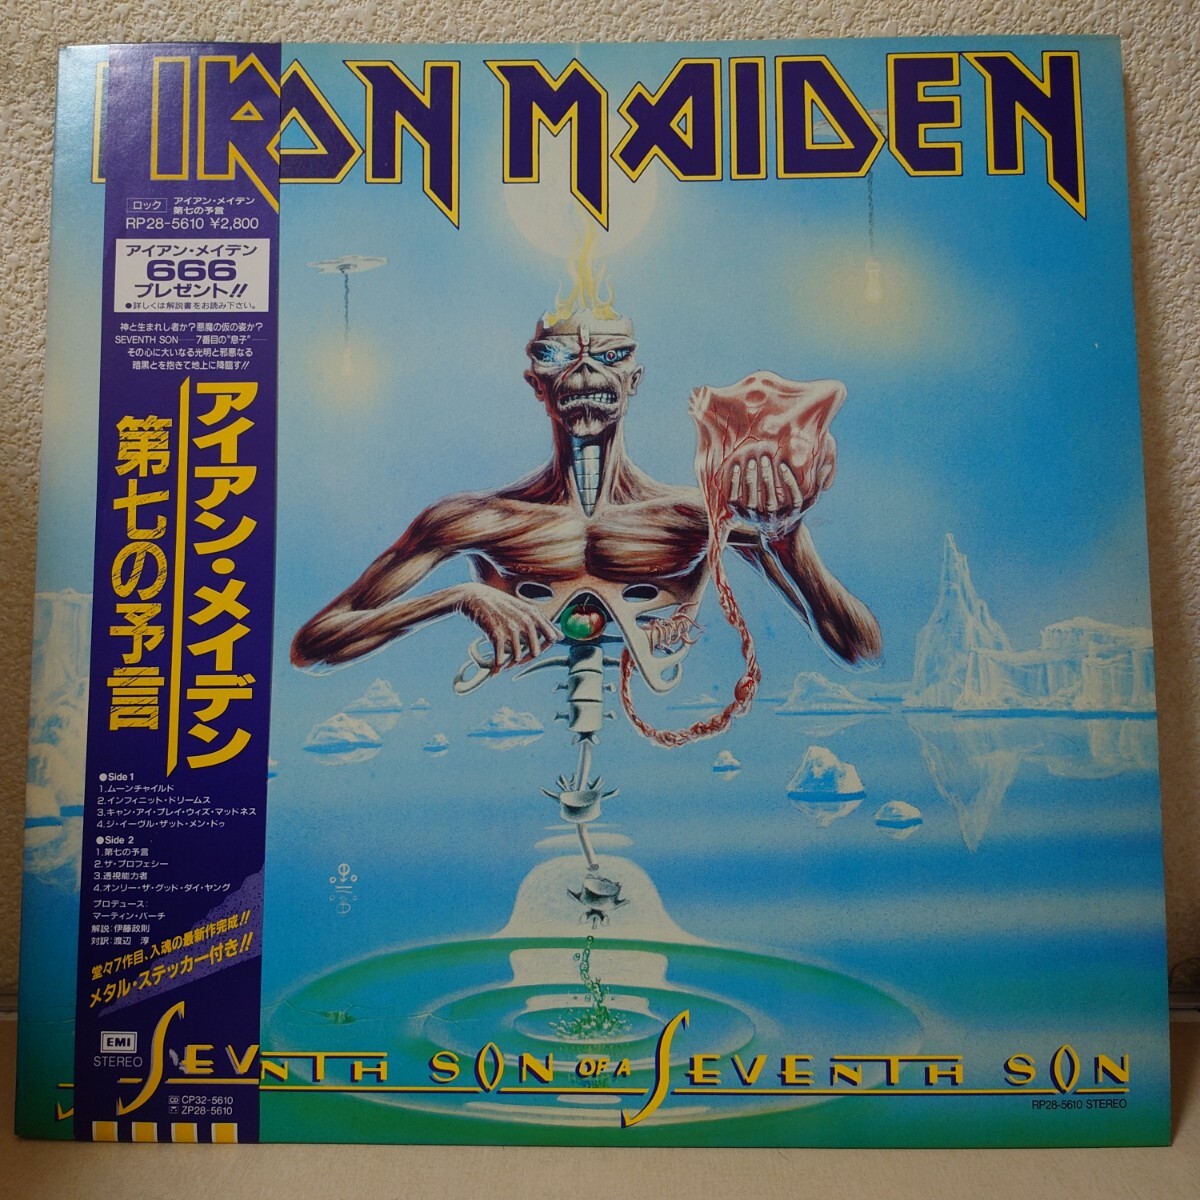 IRON MAIDEN
ロック アイアン・メイデン
第七の予言
RP28-5610 ¥2,800
アイアン・メイデン
666
プレゼント!!
●詳しくは解説書をお読み下さい。
神と生まれし者か?悪魔の仮の姿か?
SEVENTH SON——7番目の"息子"——
その心に大いなる光明と邪悪なる
暗黒とを抱きて地上に降臨す!!
アイアン・メイデン
第七の予言
●Side 1
1.ムーンチャイルド
2.インフィニット・ドリームス
3.キャン・アイ・プレイ・ウィズ・マッドネス
4.ジ・イーヴル・ザット・メン・ドゥ
●Side 2
1.第七の予言
2.ザ・プロフェシー
3.透視能力者
4.オンリー・ザ・グッド・ダイ・ヤング
プロデュース:
マーティン・バーチ
解説:伊藤政則
対訳:渡辺 淳
堂々7作目、入魂の最新作完成!!
メタル・ステッカー付き!!
EMI
STEREO
SEVENTH SON OF A SEVENTH SON
CD CP32-5610
ZP28-5610
RP28-5610 STEREO